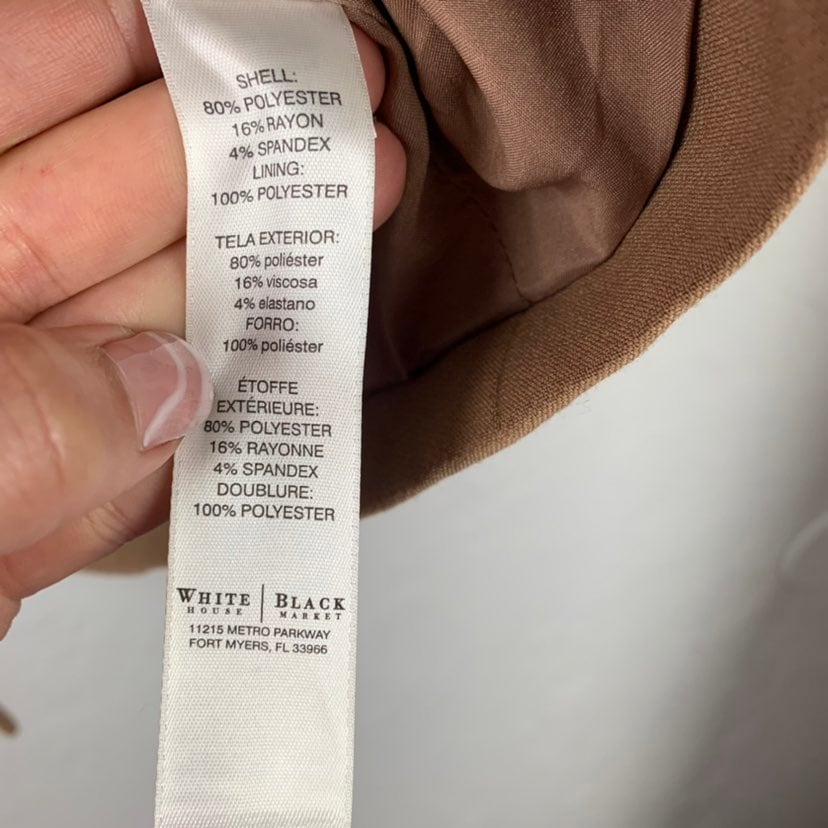 SHELL:
80% POLYESTER
16% RAYON
4% SPANDEX
LINING:
100% POLYESTER
TELA EXTERIOR:
80% poliéster
16% viscosa
4% elastano
FORRO:
100% poliéster
ÉTOFFE
EXTÉRIEURE:
80% POLYESTER
16% RAYONNE
4% SPANDEX
DOUBLURE:
100% POLYESTER
WHITE | BLACK
HOUSE MARKET
11215 METRO PARKWAY
FORT MYERS, FL 33966